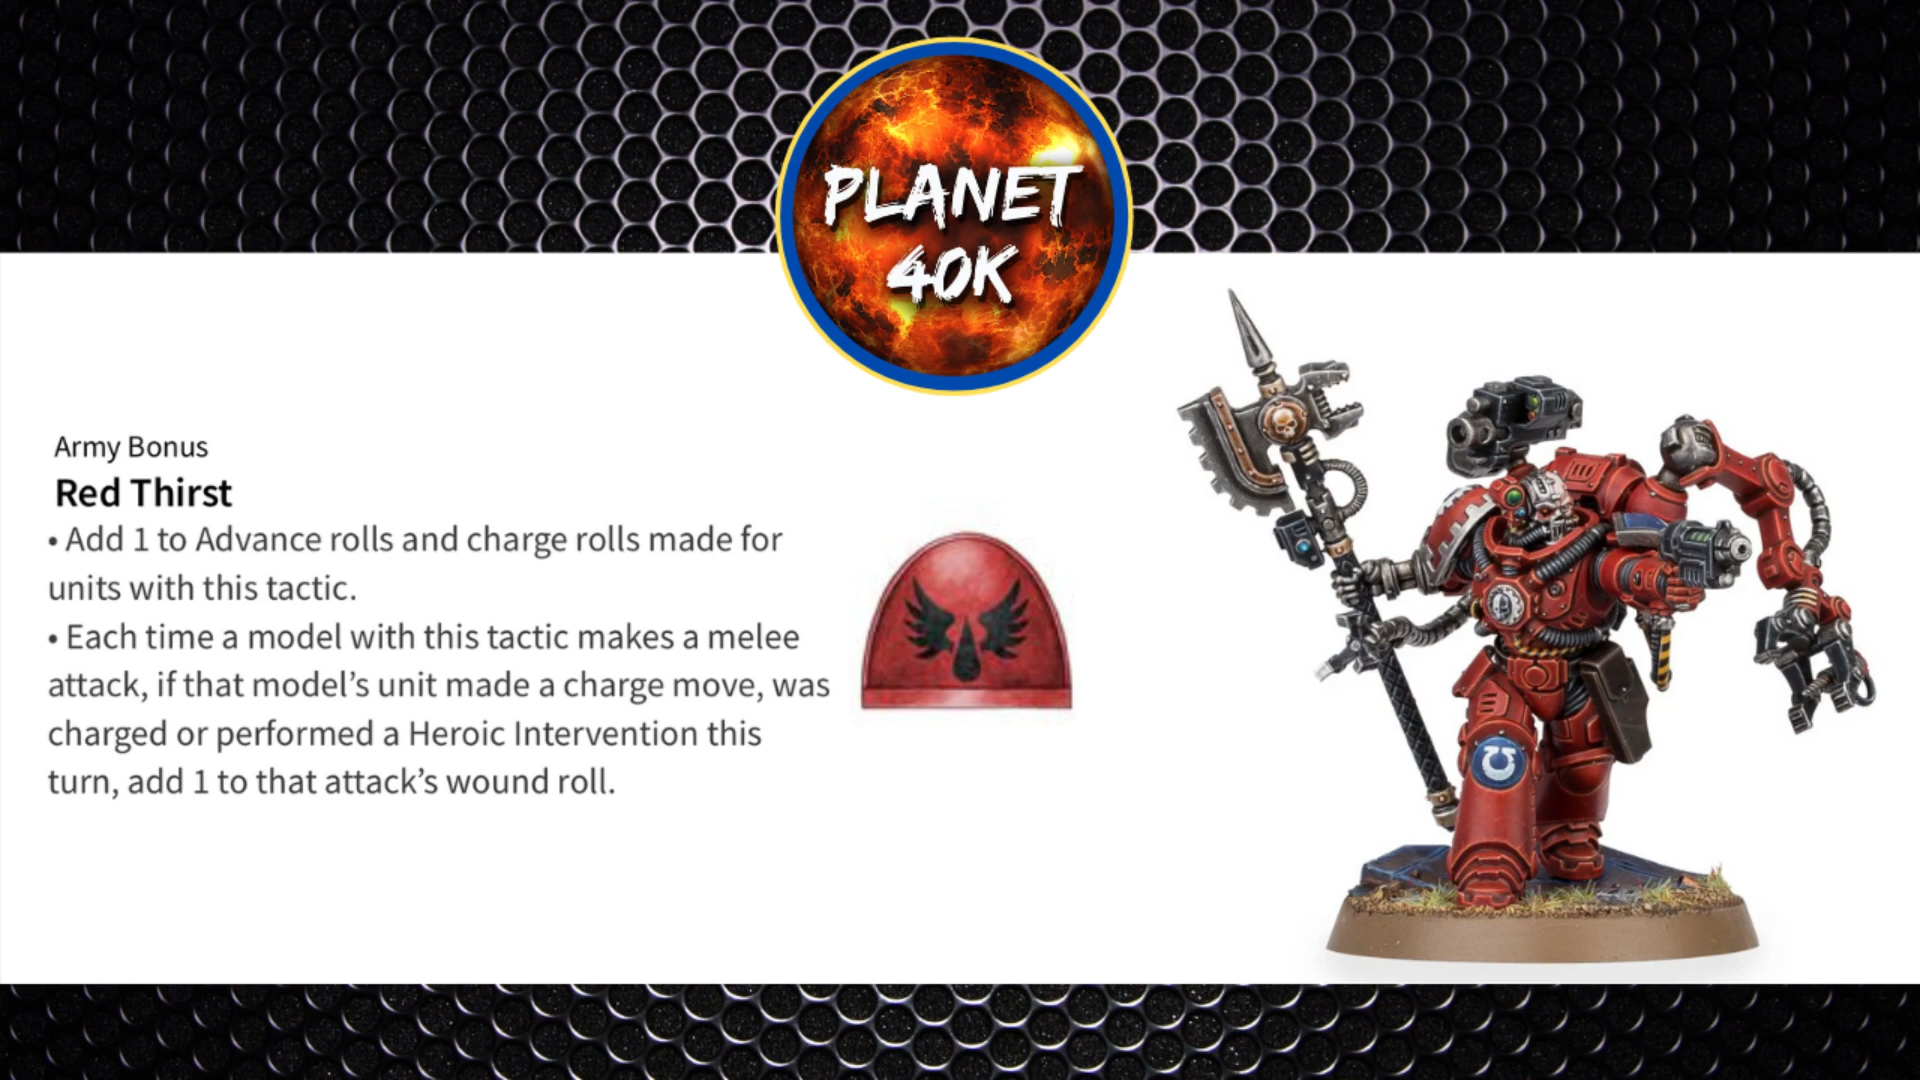 PLANET
40K
Army Bonus
Red Thirst
• Add 1 to Advance rolls and charge rolls made for
units with this tactic.
• Each time a model with this tactic makes a melee
attack, if that model’s unit made a charge move, was
charged or performed a Heroic Intervention this
turn, add 1 to that attack’s wound roll.